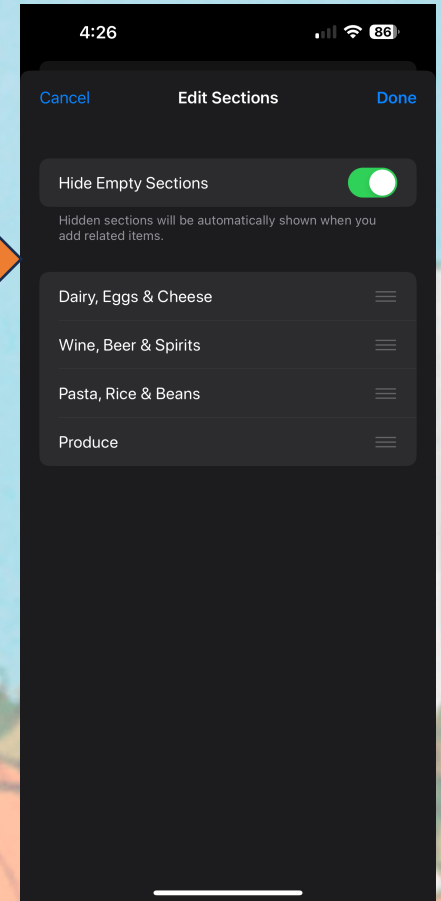 4:26
86
Cancel
Edit Sections
Done
Hide Empty Sections
Hidden sections will be automatically shown when you
add related items.
Dairy, Eggs & Cheese
Wine, Beer & Spirits
Pasta, Rice & Beans
Produce